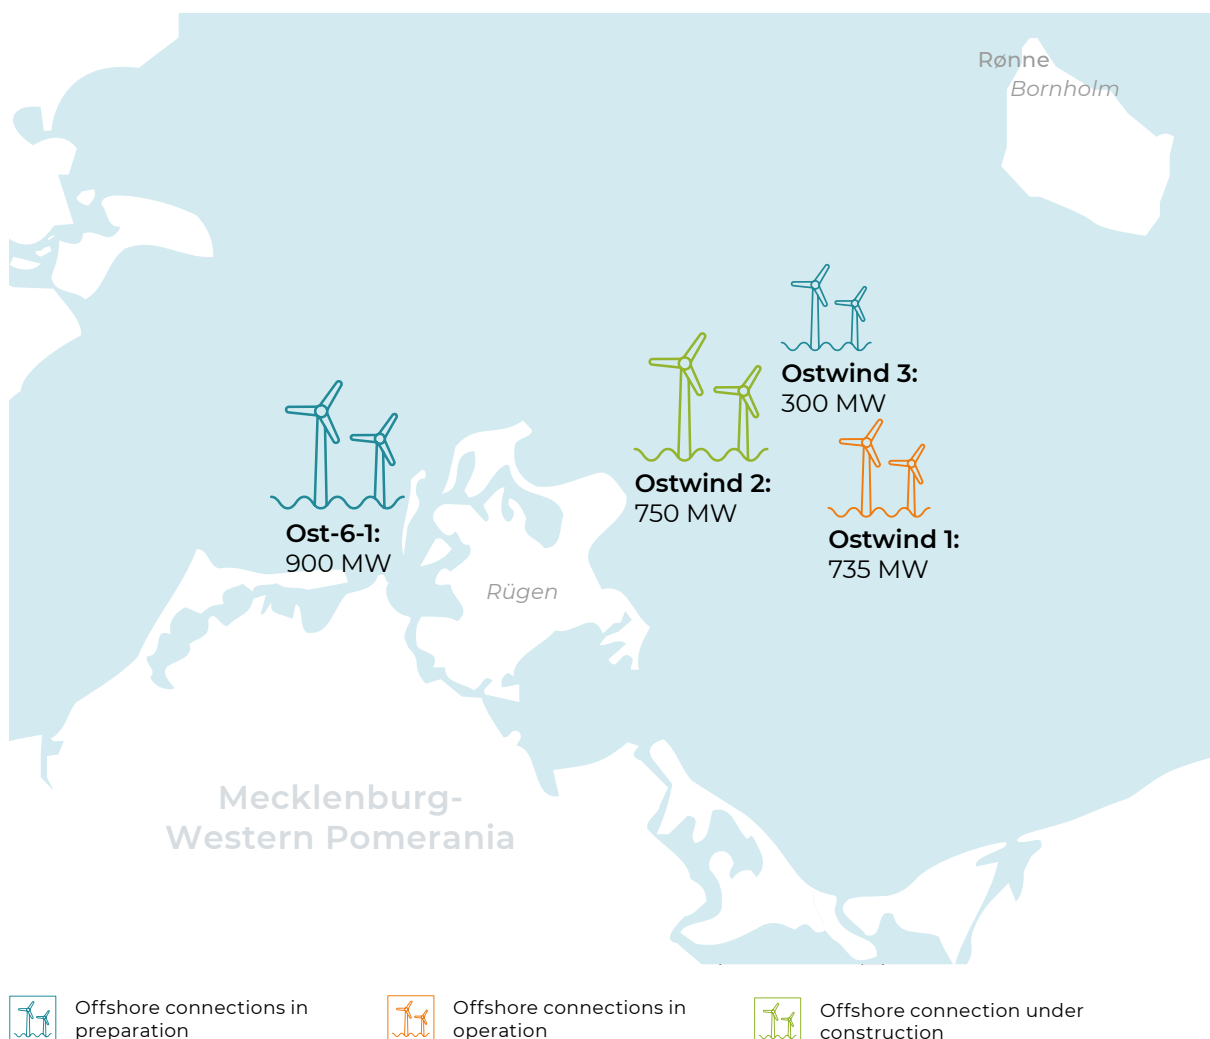 Rønne
Bornholm
Ostwind 3:
300 MW
Ostwind 2:
750 MW
Ost-6-1:
900 MW
Ostwind 1:
735 MW
Rügen
Mecklenburg-
Western Pomerania
Offshore connections in
preparation
Offshore connections in
operation
Offshore connection under
construction